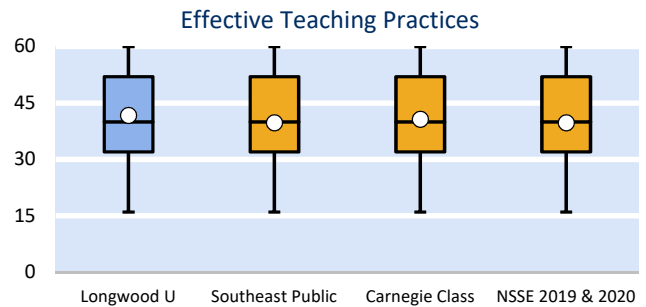 Effective Teaching Practices
60
45
30
15
0
Longwood U
Southeast Public
Carnegie Class
NSSE 2019 & 2020